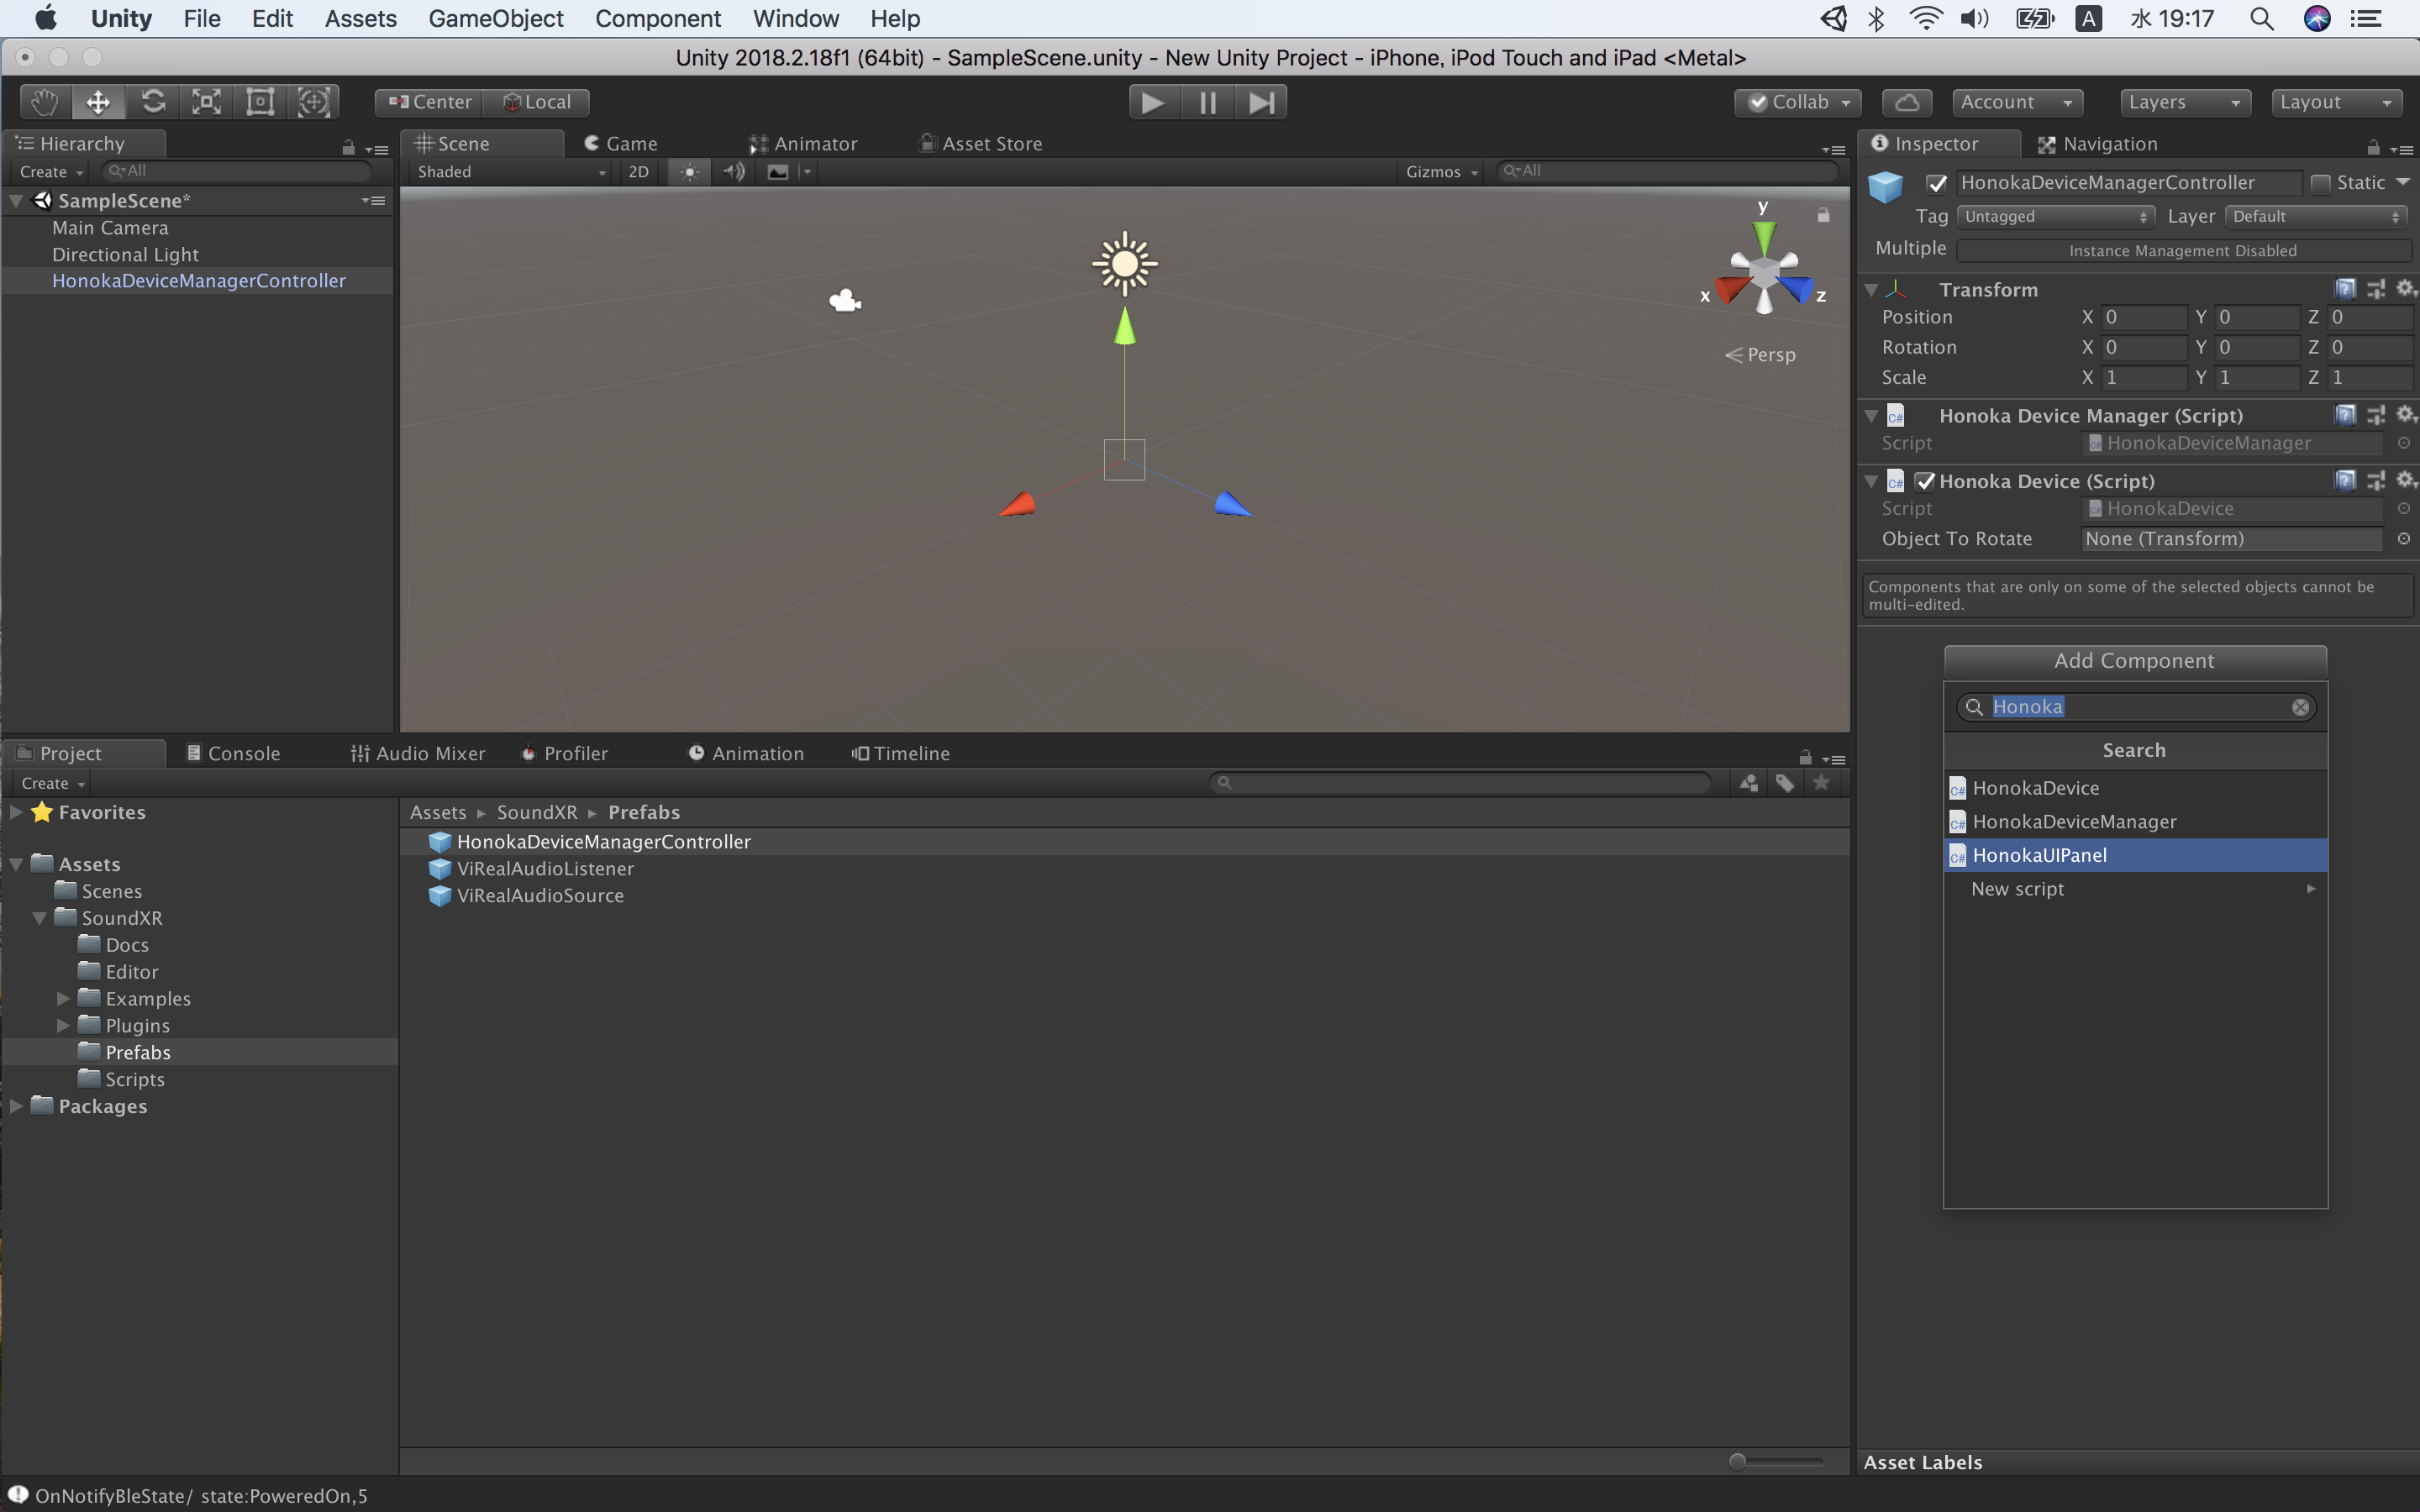 Unity File Edit Assets GameObject Component Window Help A 水 19:17
Unity 2018.2.18f1 (64bit) - SampleScene.unity - New Unity Project - iPhone, iPod Touch and iPad <Metal>
Center Local Collab Account Layers Layout
Hierarchy
Create All
SampleScene*
Main Camera
Directional Light
HonokaDeviceManagerController
Scene Game Animator Asset Store
Shaded 2D Gizmos All
y
x z
Persp
Inspector Navigation
HonokaDeviceManagerController Static
Tag Untagged Layer Default
Multiple Instance Management Disabled
Transform
Position X 0 Y 0 Z 0
Rotation X 0 Y 0 Z 0
Scale X 1 Y 1 Z 1
C# Honoka Device Manager (Script)
Script HonokaDeviceManager
C# Honoka Device (Script)
Script HonokaDevice
Object To Rotate None (Transform)
Components that are only on some of the selected objects cannot be
multi-edited.
Add Component
Honoka
Search
C# HonokaDevice
C# HonokaDeviceManager
C# HonokaUIPanel
New script
Asset Labels
Project Console Audio Mixer Profiler Animation Timeline
Create
Favorites
Assets
Scenes
SoundXR
Docs
Editor
Examples
Plugins
Prefabs
Scripts
Packages
Assets SoundXR Prefabs
HonokaDeviceManagerController
ViRealAudioListener
ViRealAudioSource
OnNotifyBleState/ state:PoweredOn,5